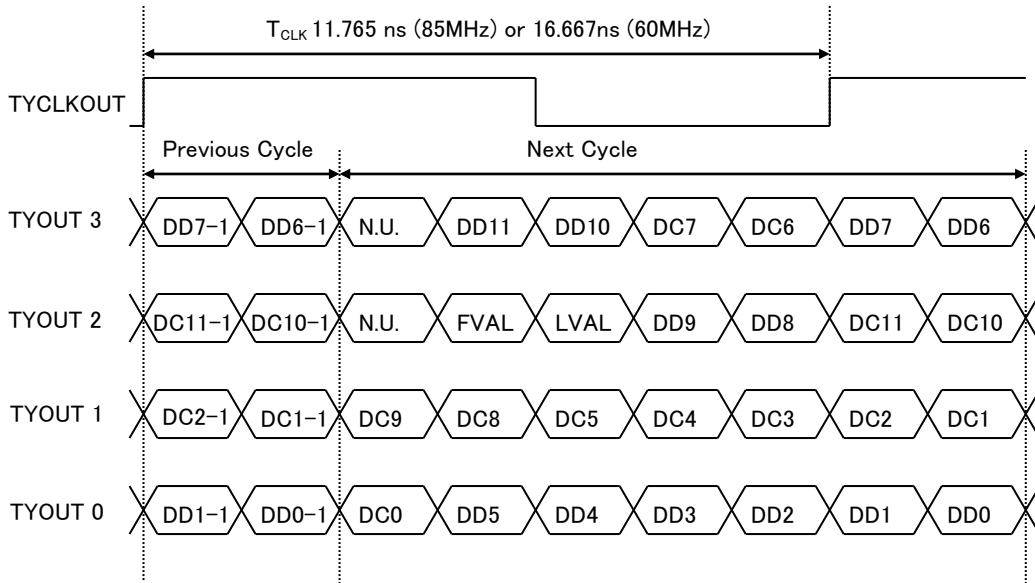 T_CLK 11.765 ns (85MHz) or 16.667ns (60MHz)
TYCLKOUT
Previous Cycle Next Cycle
TYOUT 3 DD7-1 DD6-1 N.U. DD11 DD10 DC7 DC6 DD7 DD6
TYOUT 2 DC11-1 DC10-1 N.U. FVAL LVAL DD9 DD8 DC11 DC10
TYOUT 1 DC2-1 DC1-1 DC9 DC8 DC5 DC4 DC3 DC2 DC1
TYOUT 0 DD1-1 DD0-1 DC0 DD5 DD4 DD3 DD2 DD1 DD0